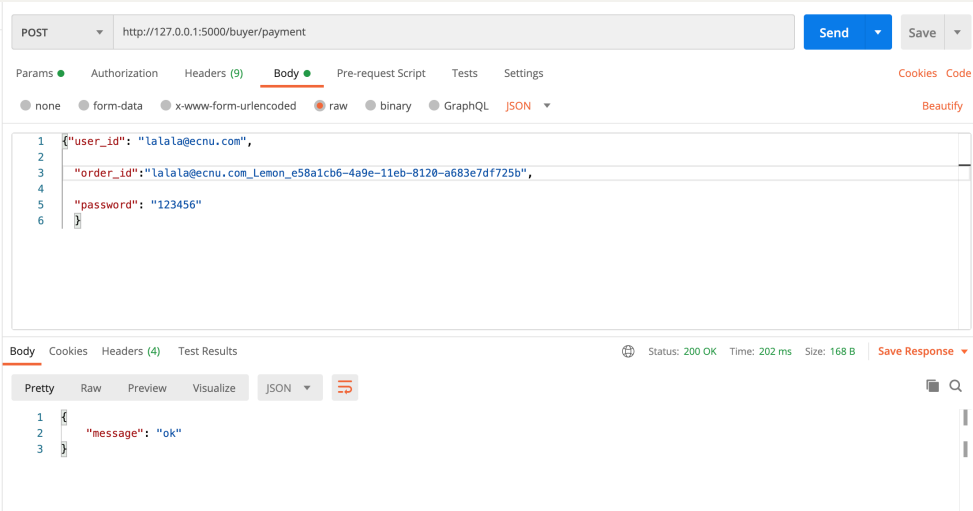 POST http://127.0.0.1:5000/buyer/payment Send Save
Params Authorization Headers (9) Body Pre-request Script Tests Settings Cookies Code
none form-data x-www-form-urlencoded raw binary GraphQL JSON Beautify
1 {"user_id": "lalala@ecnu.com",
2
3 "order_id":"lalala@ecnu.com_Lemon_e58a1cb6-4a9e-11eb-8120-a683e7df725b",
4
5 "password": "123456"
6 }
Body Cookies Headers (4) Test Results Status: 200 OK Time: 202 ms Size: 168 B Save Response
Pretty Raw Preview Visualize JSON
1 {
2 "message": "ok"
3 }